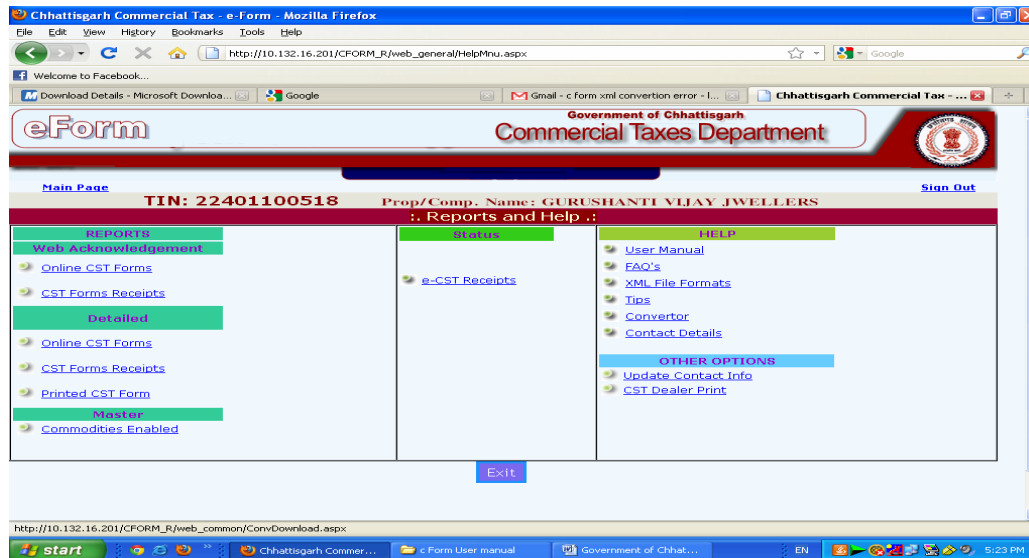 Chhattisgarh Commercial Tax - e-Form - Mozilla Firefox
File Edit View History Bookmarks Tools Help
http://10.132.16.201/CFORM_R/web_general/HelpMnu.aspx
Google
Welcome to Facebook...
Download Details - Microsoft Downloa...
Google
Gmail - c form xml convertion error - l...
Chhattisgarh Commercial Tax - ...
eForm
Government of Chhattisgarh
Commercial Taxes Department
Main Page
Sign Out
TIN: 22401100518 Prop/Comp. Name: GURUSHANTI VIJAY JWELLERS
:. Reports and Help .:
REPORTS
Web Acknowledgement
Online CST Forms
CST Forms Receipts
Detailed
Online CST Forms
CST Forms Receipts
Printed CST Form
Master
Commodities Enabled
Status
e-CST Receipts
HELP
User Manual
FAQ's
XML File Formats
Tips
Convertor
Contact Details
OTHER OPTIONS
Update Contact Info
CST Dealer Print
Exit
http://10.132.16.201/CFORM_R/web_common/ConvDownload.aspx
start
Chhattisgarh Commer...
c Form User manual
Government of Chhat...
EN
5:23 PM